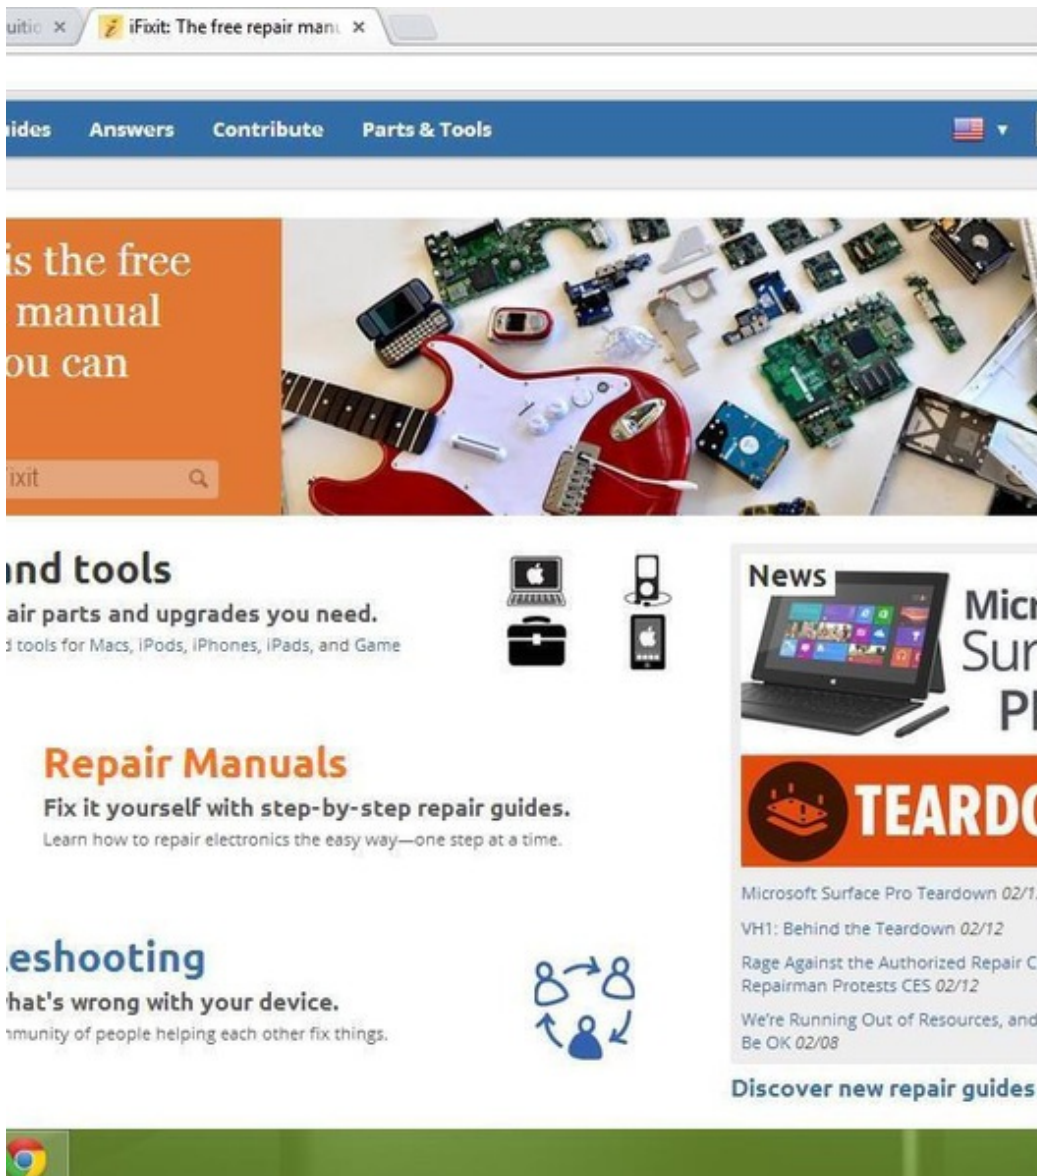 iFixit: The free repair manu
Answers Contribute Parts & Tools
is the free
manual
ou can
ixit
and tools
air parts and upgrades you need.
tools for Macs, iPods, iPhones, iPads, and Game
News
Micr
Sur
P
Repair Manuals
Fix it yourself with step-by-step repair guides.
Learn how to repair electronics the easy way—one step at a time.
TEARDO
Microsoft Surface Pro Teardown 02/1
VH1: Behind the Teardown 02/12
Rage Against the Authorized Repair C
Repairman Protests CES 02/12
We're Running Out of Resources, and
Be OK 02/08
eshooting
hat's wrong with your device.
mmunity of people helping each other fix things.
Discover new repair guides